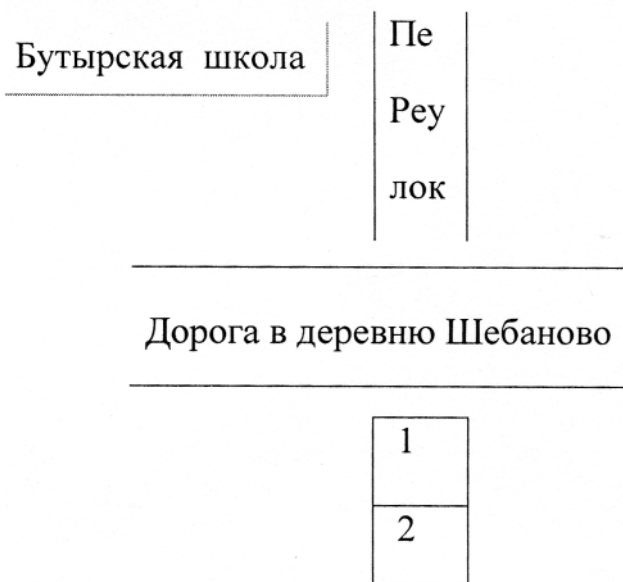 Бутырская школа
Пе
Реу
лок
Дорога в деревню Шебаново
1
2